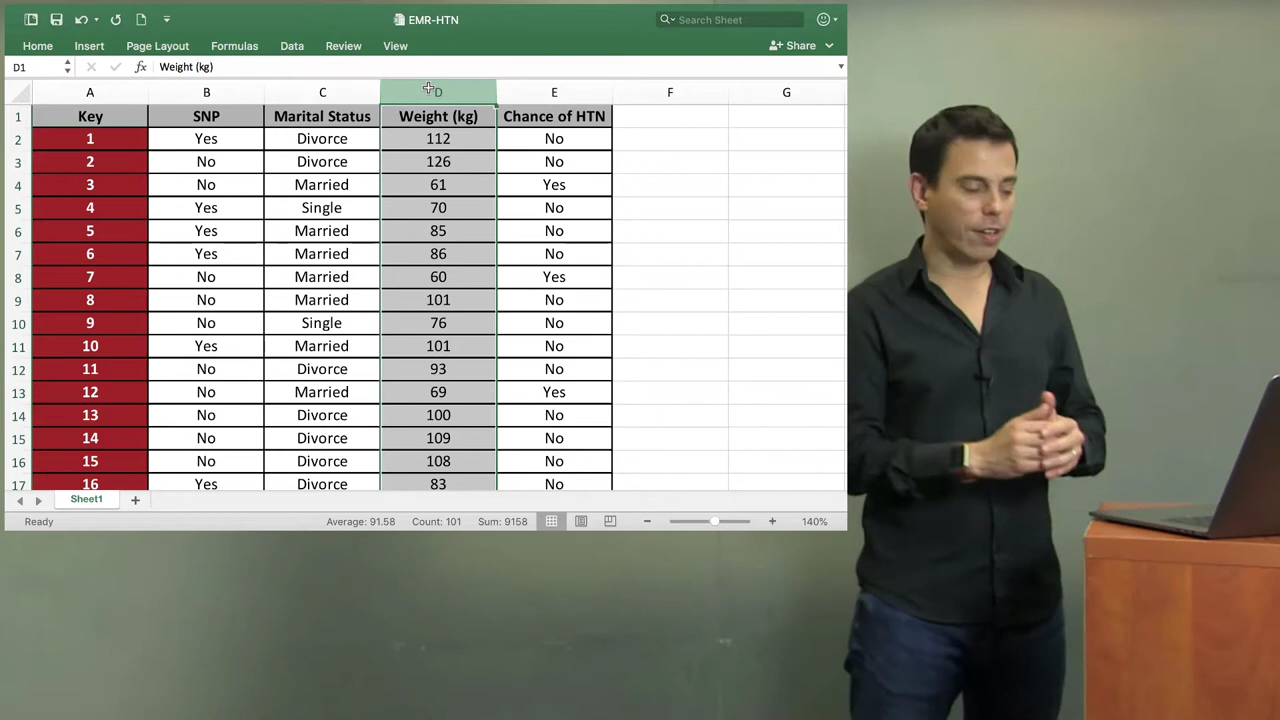 EMR-HTN
Search Sheet
Home Insert Page Layout Formulas Data Review View Share
D1 fx Weight (kg)
A B C D E F G
1 Key SNP Marital Status Weight (kg) Chance of HTN
2 1 Yes Divorce 112 No
3 2 No Divorce 126 No
4 3 No Married 61 Yes
5 4 Yes Single 70 No
6 5 Yes Married 85 No
7 6 Yes Married 86 No
8 7 No Married 60 Yes
9 8 No Married 101 No
10 9 No Single 76 No
11 10 Yes Married 101 No
12 11 No Divorce 93 No
13 12 No Married 69 Yes
14 13 No Divorce 100 No
15 14 No Divorce 109 No
16 15 No Divorce 108 No
17 16 Yes Divorce 83 No
Sheet1
Ready Average: 91.58 Count: 101 Sum: 9158 140%